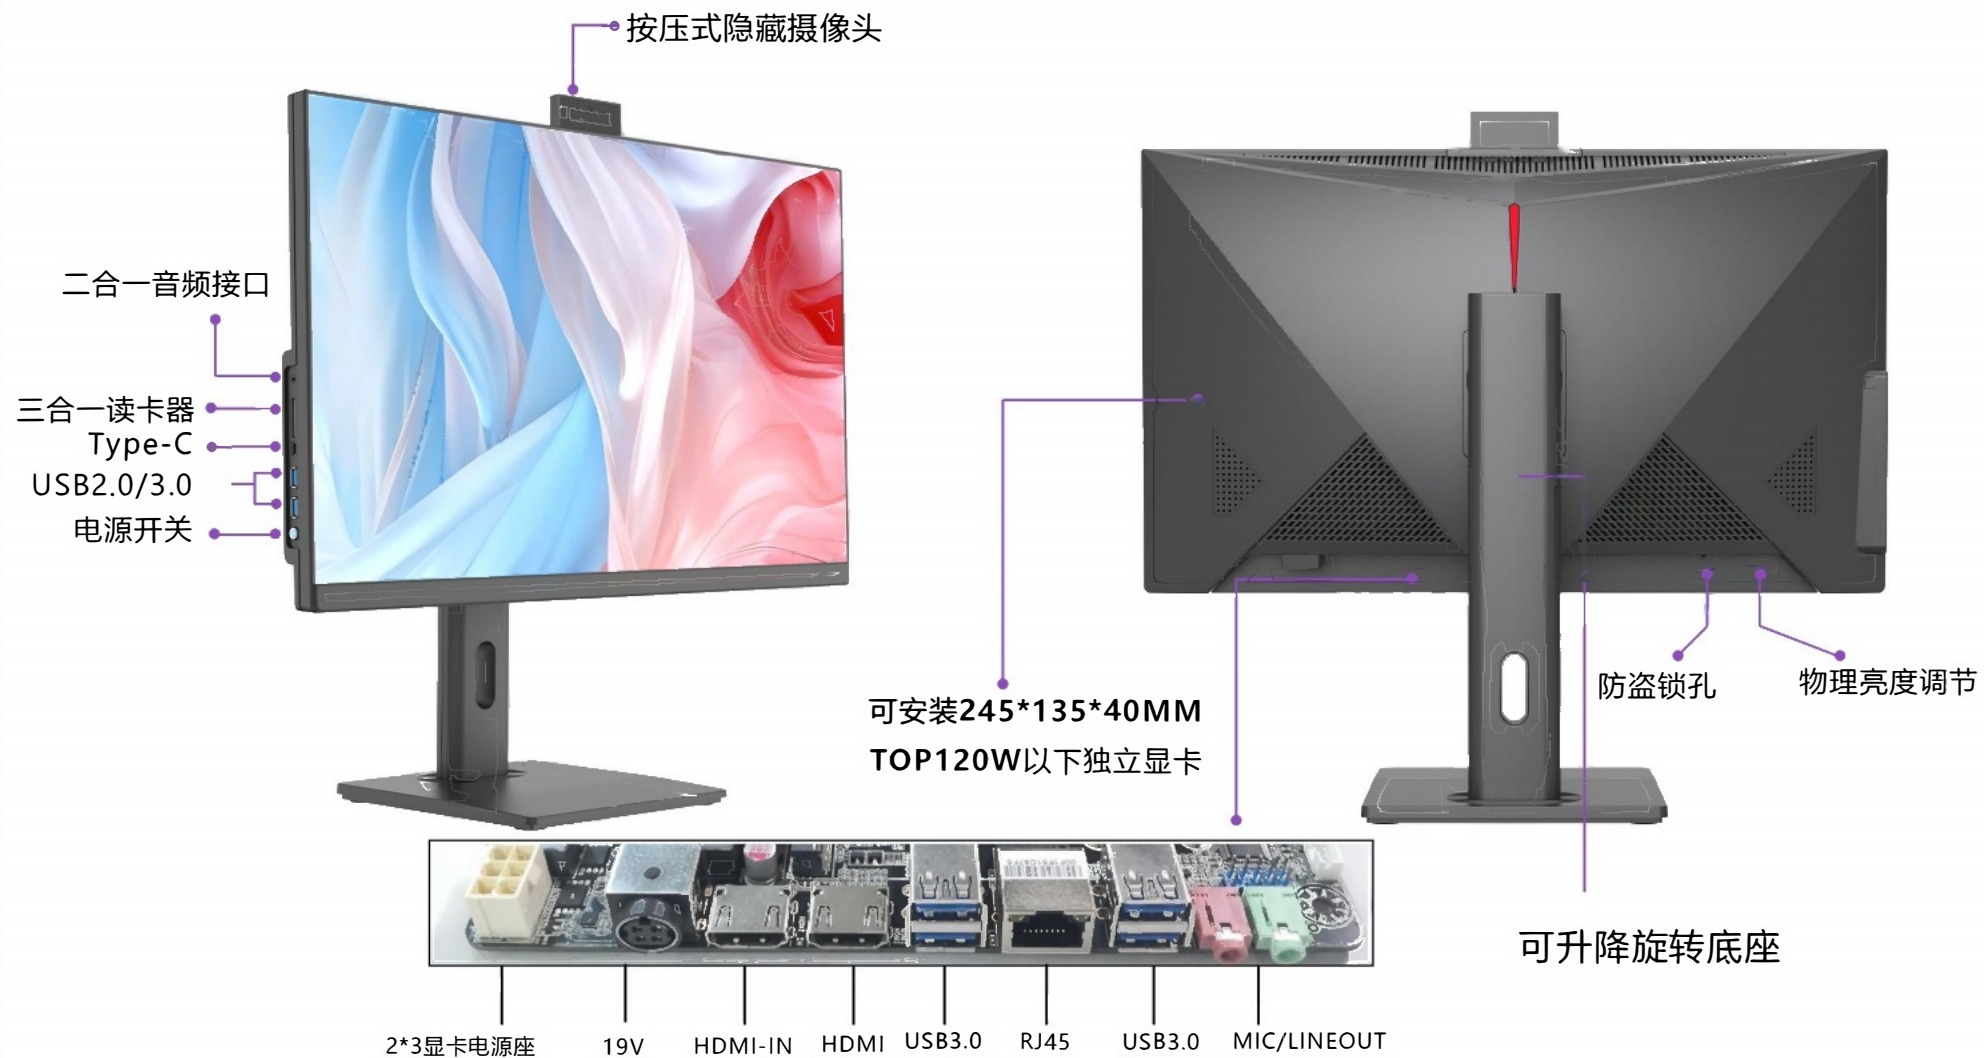 按压式隐藏摄像头
二合一音频接口
三合一读卡器
Type-C
USB2.0/3.0
电源开关
可安装245*135*40MM
TOP120W以下独立显卡
防盗锁孔
物理亮度调节
可升降旋转底座
2*3显卡电源座
19V
HDMI-IN
HDMI
USB3.0
RJ45
USB3.0
MIC/LINEOUT